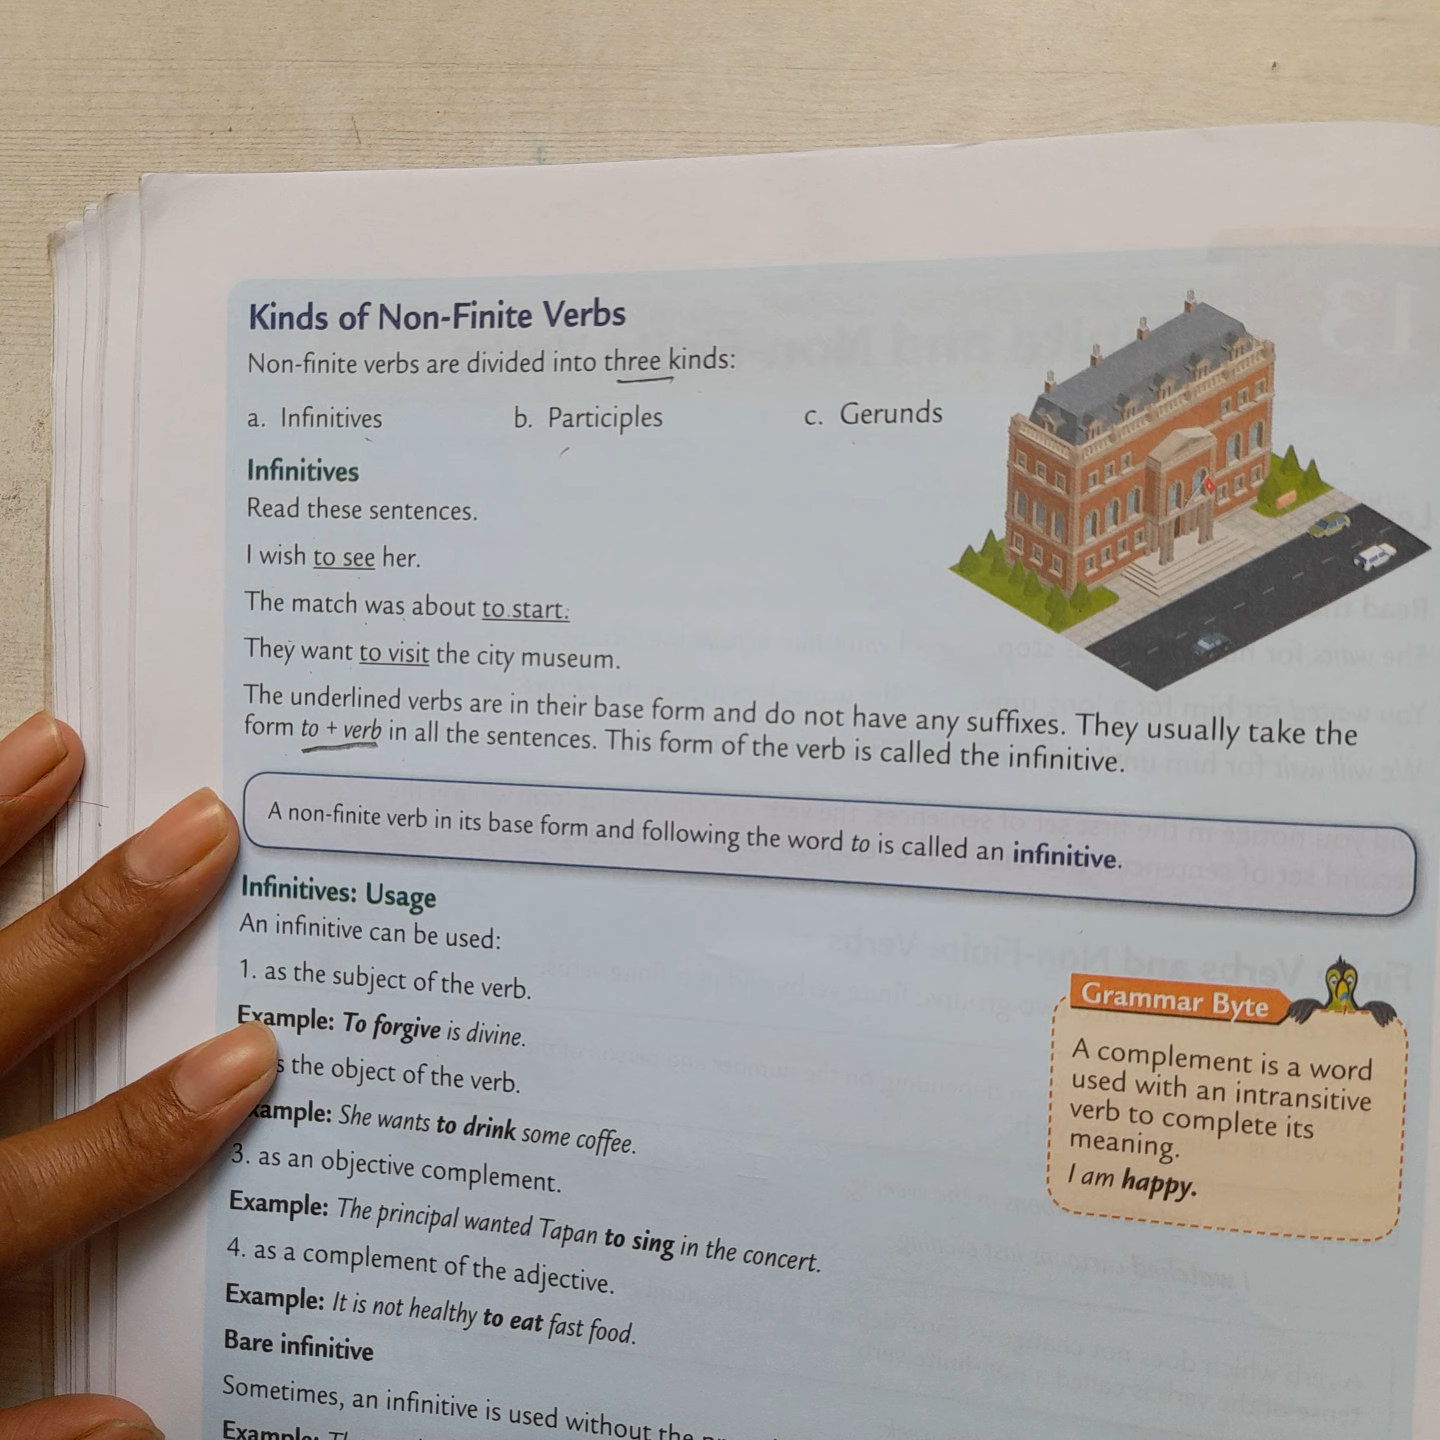 Kinds of Non-Finite Verbs
Non-finite verbs are divided into three kinds:
a. Infinitives b. Participles c. Gerunds
Infinitives
Read these sentences.
I wish to see her.
The match was about to start.
They want to visit the city museum.
The underlined verbs are in their base form and do not have any suffixes. They usually take the
form to + verb in all the sentences. This form of the verb is called the infinitive.
A non-finite verb in its base form and following the word to is called an infinitive.
Infinitives: Usage
An infinitive can be used:
1. as the subject of the verb.
Example: To forgive is divine.
the object of the verb.
Example: She wants to drink some coffee.
3. as an objective complement.
Example: The principal wanted Tapan to sing in the concert.
4. as a complement of the adjective.
Example: It is not healthy to eat fast food.
Bare infinitive
Sometimes, an infinitive is used without the
Example:
Grammar Byte
A complement is a word
used with an intransitive
verb to complete its
meaning.
I am happy.